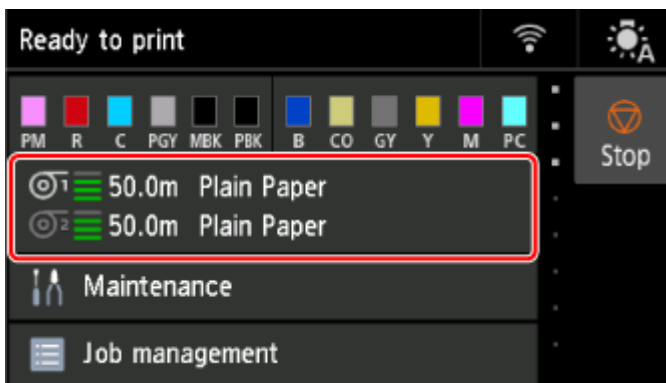 Ready to print
A
PM R C PGY MBK PBK B CO GY Y M PC
Stop
1 50.0m Plain Paper
2 50.0m Plain Paper
Maintenance
Job management